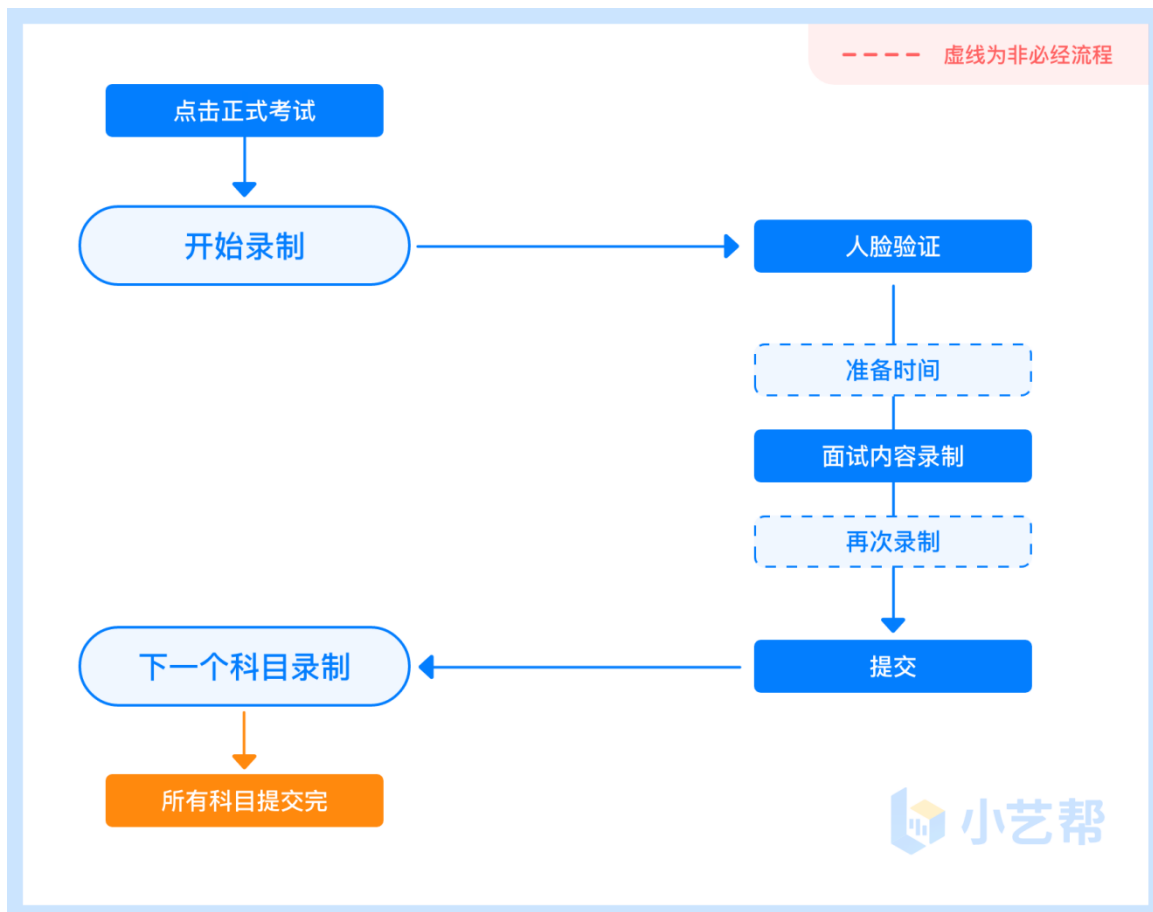 虚线为非必经流程
点击正式考试
开始录制
人脸验证
准备时间
面试内容录制
再次录制
提交
下一个科目录制
所有科目提交完
小艺帮